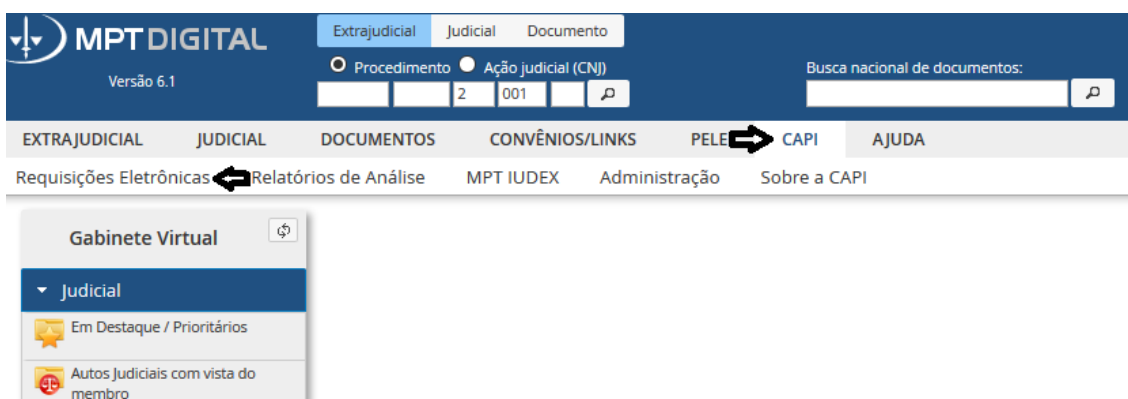 MPT DIGITAL
Versão 6.1
Extrajudicial Judicial Documento
Procedimento Ação judicial (CNJ)
2 001
Busca nacional de documentos:
EXTRAJUDICIAL JUDICIAL DOCUMENTOS CONVÊNIOS/LINKS PELE CAPI AJUDA
Requisições Eletrônicas Relatórios de Análise MPT IUDEX Administração Sobre a CAPI
Gabinete Virtual
Judicial
Em Destaque / Prioritários
Autos Judiciais com vista do
membro